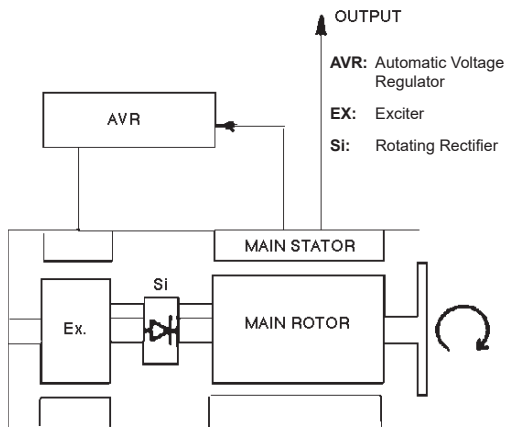 OUTPUT
AVR: Automatic Voltage
Regulator
EX: Exciter
Si: Rotating Rectifier
AVR
MAIN STATOR
Si
Ex.
MAIN ROTOR